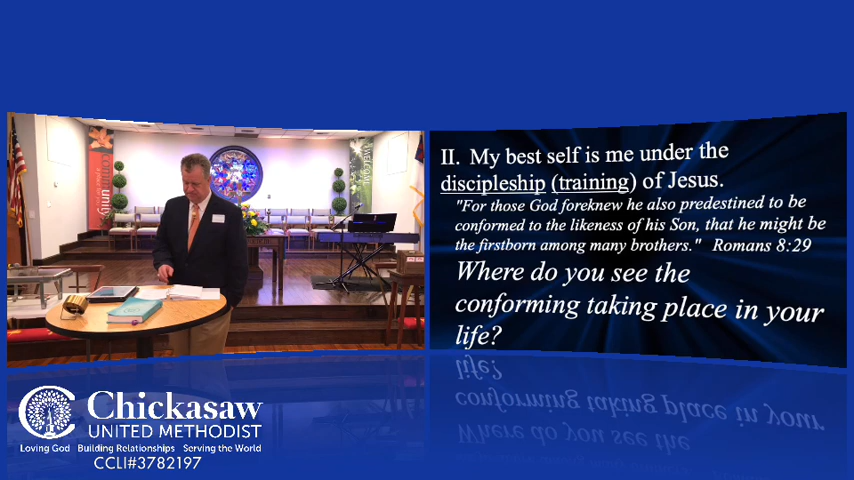 community
II. My best self is me under the
discipleship (training) of Jesus.
"For those God foreknew he also predestined to be
conformed to the likeness of his Son, that he might be
the firstborn among many brothers." Romans 8:29
Where do you see the
conforming taking place in your
life?
Chickasaw
UNITED METHODIST
Loving God Building Relationships Serving the World
CCLI#3782197